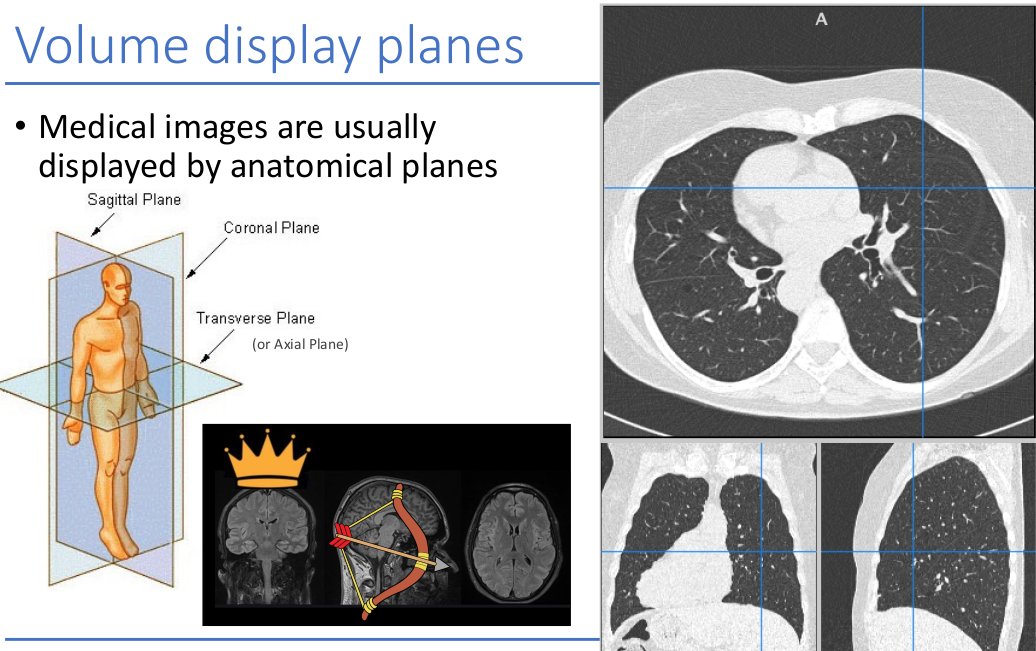 Volume display planes
• Medical images are usually
displayed by anatomical planes
Sagittal Plane
Coronal Plane
Transverse Plane
(or Axial Plane)
A